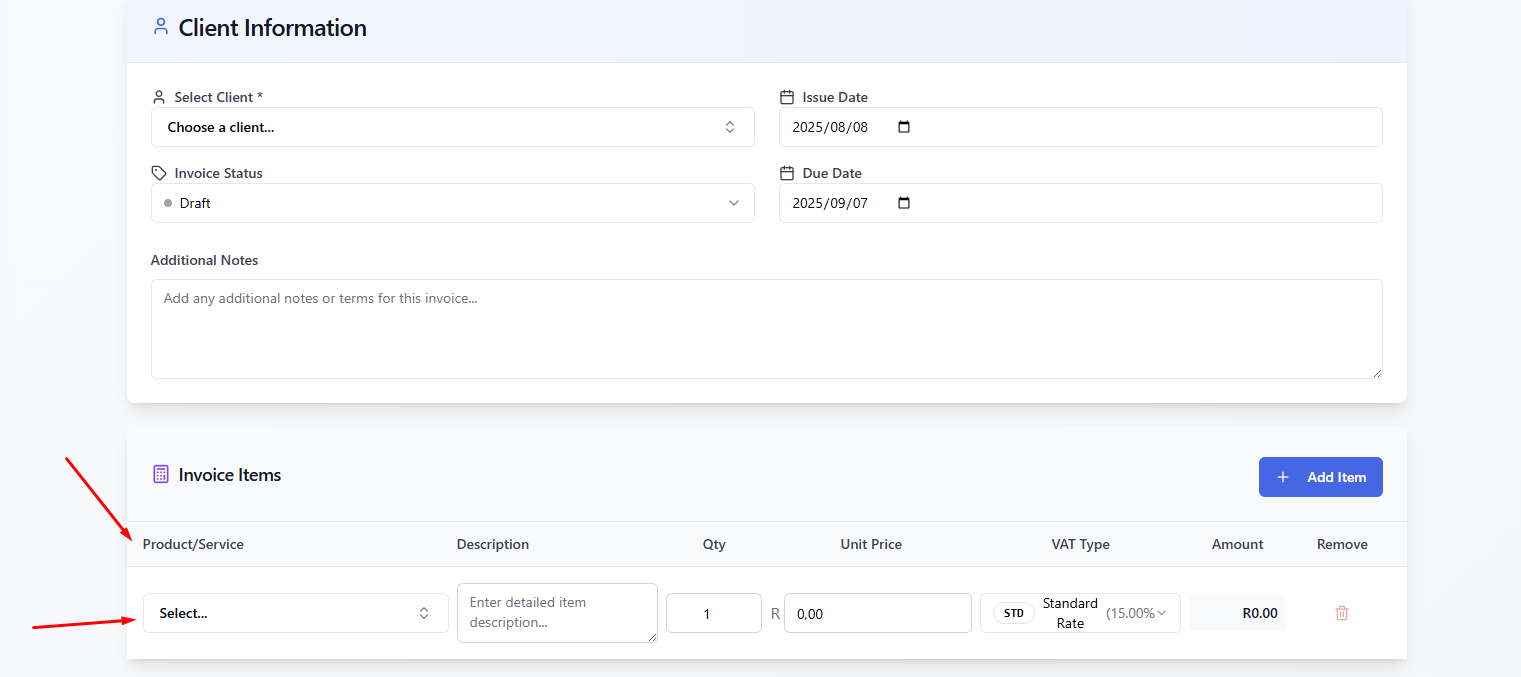 Client Information
Select Client *
Issue Date
Choose a client...
2025/08/08
Invoice Status
Due Date
Draft
2025/09/07
Additional Notes
Add any additional notes or terms for this invoice...
Invoice Items
+ Add Item
Product/Service Description Qty Unit Price VAT Type Amount Remove
Select...
Enter detailed item
description...
1
R
0,00
STD
Standard
Rate
(15.00%
R0.00